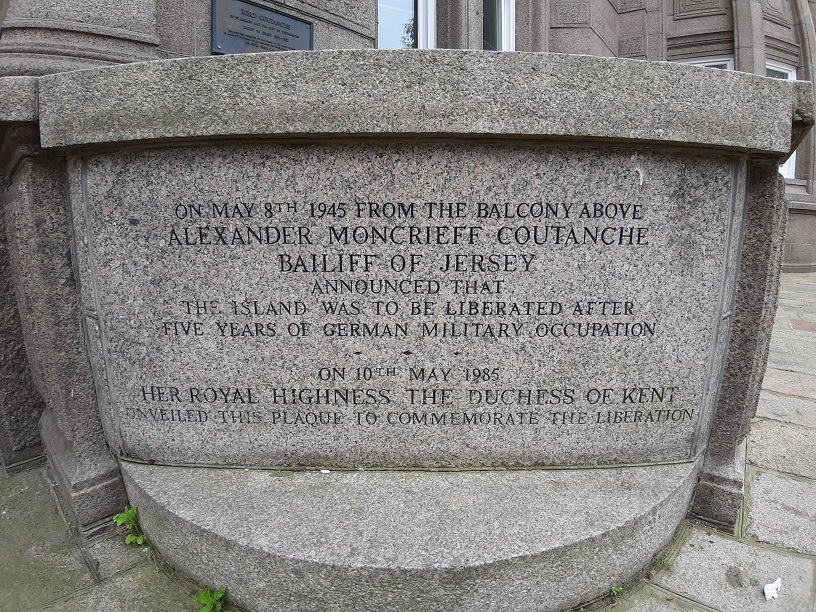 LORD COUTANCHE
ON MAY 8TH 1945 FROM THE BALCONY ABOVE
ALEXANDER MONCRIEFF COUTANCHE
BAILIFF OF JERSEY
ANNOUNCED THAT
THE ISLAND WAS TO BE LIBERATED AFTER
FIVE YEARS OF GERMAN MILITARY OCCUPATION
ON 10TH MAY 1985
HER ROYAL HIGHNESS THE DUCHESS OF KENT
UNVEILED THIS PLAQUE TO COMMEMORATE THE LIBERATION